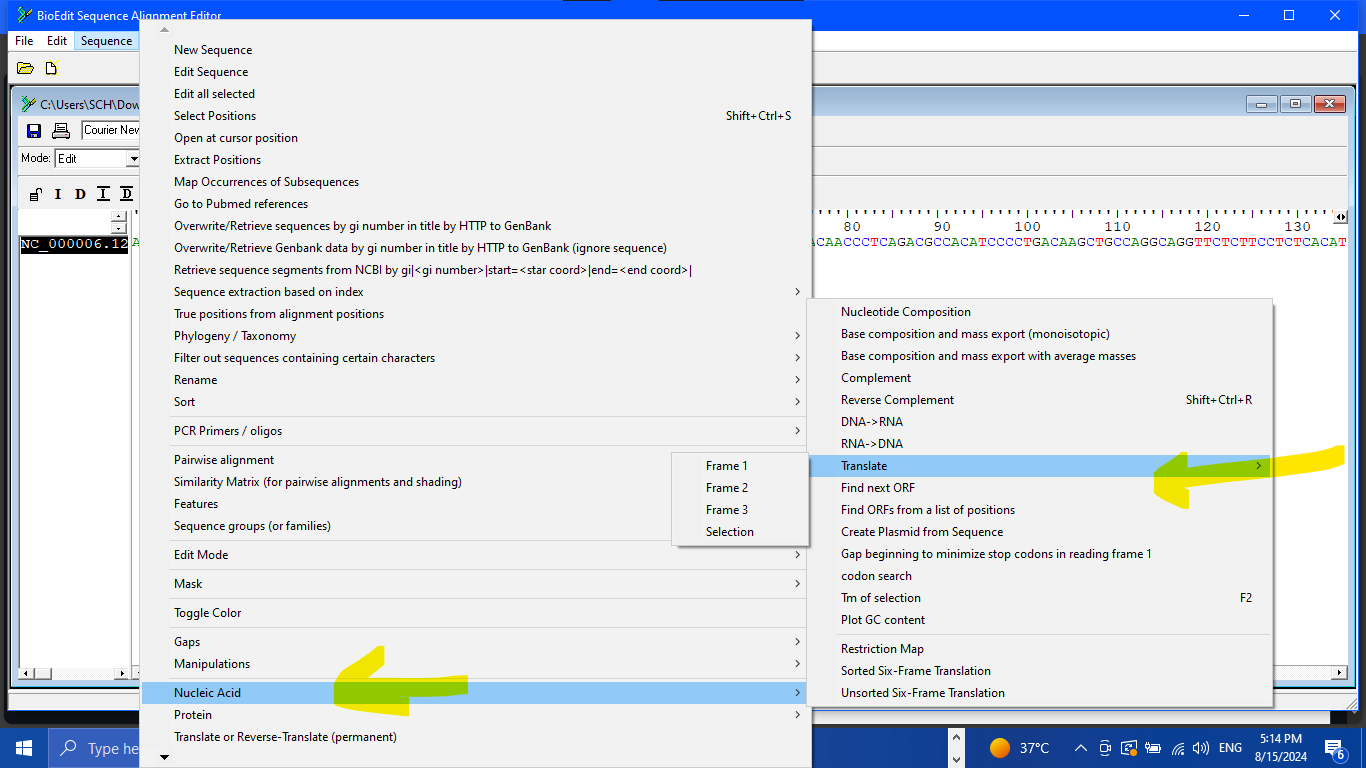 BioEdit Sequence Alignment Editor
File Edit Sequence
New Sequence
Edit Sequence
Edit all selected
Select Positions Shift+Ctrl+S
Open at cursor position
Extract Positions
Map Occurrences of Subsequences
Go to Pubmed references
Overwrite/Retrieve sequences by gi number in title by HTTP to GenBank
Overwrite/Retrieve Genbank data by gi number in title by HTTP to GenBank (ignore sequence)
Retrieve sequence segments from NCBI by gi|<gi number>|start=<star coord>|end=<end coord>|
Sequence extraction based on index
True positions from alignment positions
Phylogeny / Taxonomy
Filter out sequences containing certain characters
Rename
Sort
PCR Primers / oligos
Pairwise alignment
Similarity Matrix (for pairwise alignments and shading)
Features
Sequence groups (or families)
Edit Mode
Mask
Toggle Color
Gaps
Manipulations
Nucleic Acid
Protein
Translate or Reverse-Translate (permanent)
C:\Users\SCH\Dow
Courier New
Mode: Edit
I D I D
80 90 100 110 120 130
NC_000006.12 A
CAACCCTCAGACGCCACATCCCCTGACAAGCTGCCAGGCAGGTTCTCTTCCTCTCACAT
Nucleotide Composition
Base composition and mass export (monoisotopic)
Base composition and mass export with average masses
Complement
Reverse Complement Shift+Ctrl+R
DNA->RNA
RNA->DNA
Translate
Find next ORF
Find ORFs from a list of positions
Create Plasmid from Sequence
Gap beginning to minimize stop codons in reading frame 1
codon search
Tm of selection F2
Plot GC content
Restriction Map
Sorted Six-Frame Translation
Unsorted Six-Frame Translation
Frame 1
Frame 2
Frame 3
Selection
Type he
37°C
ENG
5:14 PM
8/15/2024
6